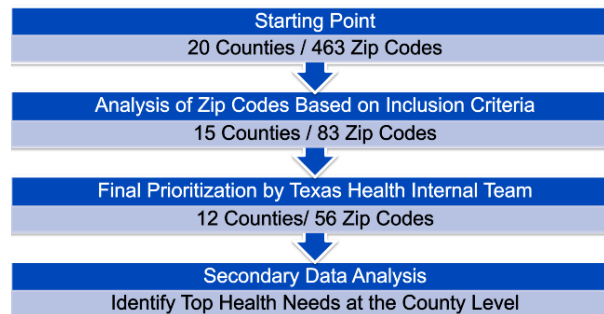 Starting Point
20 Counties / 463 Zip Codes
Analysis of Zip Codes Based on Inclusion Criteria
15 Counties / 83 Zip Codes
Final Prioritization by Texas Health Internal Team
12 Counties/ 56 Zip Codes
Secondary Data Analysis
Identify Top Health Needs at the County Level